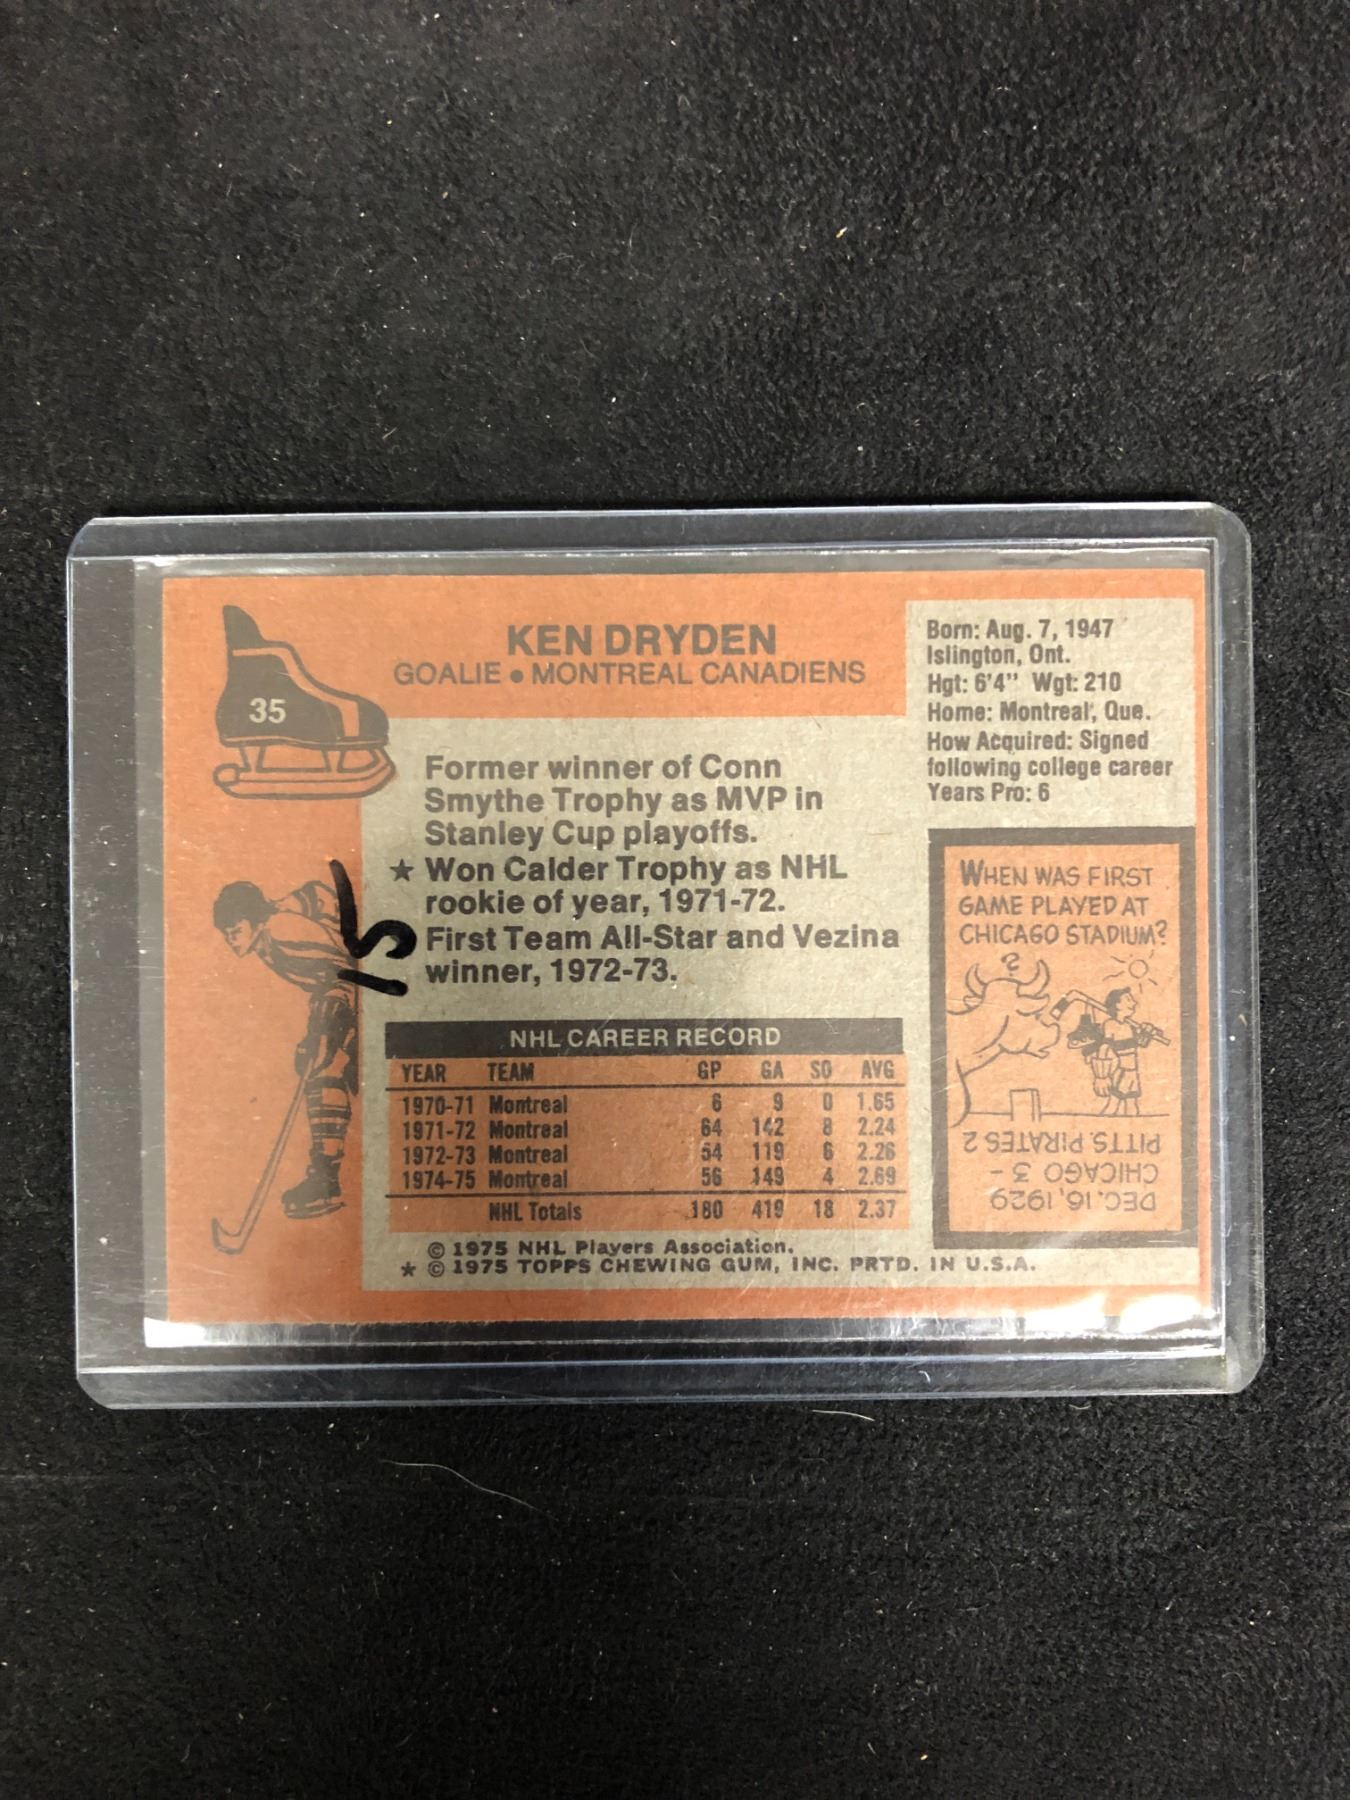 35
KEN DRYDEN
GOALIE • MONTREAL CANADIENS
Former winner of Conn
Smythe Trophy as MVP in
Stanley Cup playoffs.
★ Won Calder Trophy as NHL
rookie of year, 1971-72.
First Team All-Star and Vezina
winner, 1972-73.
15
NHL CAREER RECORD
YEAR TEAM GP GA SO AVG
1970-71 Montreal 6 9 0 1.65
1971-72 Montreal 64 142 8 2.24
1972-73 Montreal 54 119 6 2.26
1974-75 Montreal 56 149 4 2.69
NHL Totals 180 419 18 2.37
© 1975 NHL Players Association.
★ © 1975 TOPPS CHEWING GUM, INC. PRTD. IN U.S.A.
Born: Aug. 7, 1947
Islington, Ont.
Hgt: 6'4" Wgt: 210
Home: Montreal, Que.
How Acquired: Signed
following college career
Years Pro: 6
WHEN WAS FIRST
GAME PLAYED AT
CHICAGO STADIUM?
?
DEC. 16, 1929
CHICAGO 3 -
PITTS. PIRATES 2